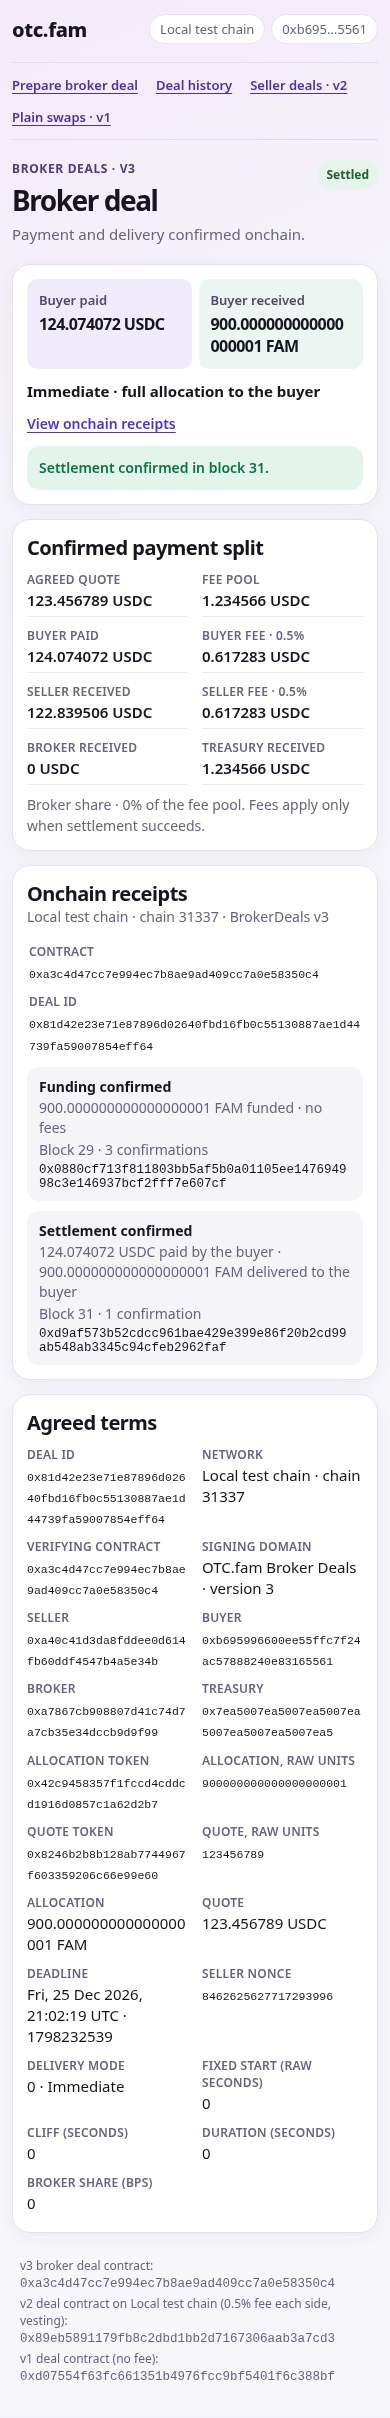 otc.fam
Local test chain
0xb695…5561
Prepare broker deal
Deal history
Seller deals · v2
Plain swaps · v1
BROKER DEALS · V3
Settled
Broker deal
Payment and delivery confirmed onchain.
Buyer paid
124.074072 USDC
Buyer received
900.000000000000
000001 FAM
Immediate · full allocation to the buyer
View onchain receipts
Settlement confirmed in block 31.
Confirmed payment split
AGREED QUOTE
123.456789 USDC
FEE POOL
1.234566 USDC
BUYER PAID
124.074072 USDC
BUYER FEE · 0.5%
0.617283 USDC
SELLER RECEIVED
122.839506 USDC
SELLER FEE · 0.5%
0.617283 USDC
BROKER RECEIVED
0 USDC
TREASURY RECEIVED
1.234566 USDC
Broker share · 0% of the fee pool. Fees apply only
when settlement succeeds.
Onchain receipts
Local test chain · chain 31337 · BrokerDeals v3
CONTRACT
0xa3c4d47cc7e994ec7b8ae9ad409cc7a0e58350c4
DEAL ID
0x81d42e23e71e87896d02640fbd16fb0c55130887ae1d44
739fa59007854eff64
Funding confirmed
900.000000000000000001 FAM funded · no
fees
Block 29 · 3 confirmations
0x0880cf713f811803bb5af5b0a01105ee1476949
98c3e146937bcf2fff7e607cf
Settlement confirmed
124.074072 USDC paid by the buyer ·
900.000000000000000001 FAM delivered to the
buyer
Block 31 · 1 confirmation
0xd9af573b52cdcc961bae429e399e86f20b2cd99
ab548ab3345c94cfeb2962faf
Agreed terms
DEAL ID
0x81d42e23e71e87896d026
40fbd16fb0c55130887ae1d
44739fa59007854eff64
NETWORK
Local test chain · chain
31337
VERIFYING CONTRACT
0xa3c4d47cc7e994ec7b8ae
9ad409cc7a0e58350c4
SIGNING DOMAIN
OTC.fam Broker Deals
· version 3
SELLER
0xa40c41d3da8fddee0d614
fb60ddf4547b4a5e34b
BUYER
0xb695996600ee55ffc7f24
ac57888240e83165561
BROKER
0xa7867cb908807d41c74d7
a7cb35e34dccb9d9f99
TREASURY
0x7ea5007ea5007ea5007ea
5007ea5007ea5007ea5
ALLOCATION TOKEN
0x42c9458357f1fccd4cddc
d1916d0857c1a62d2b7
ALLOCATION, RAW UNITS
900000000000000000001
QUOTE TOKEN
0x8246b2b8b128ab7744967
f603359206c66e99e60
QUOTE, RAW UNITS
123456789
ALLOCATION
900.000000000000000
001 FAM
QUOTE
123.456789 USDC
DEADLINE
Fri, 25 Dec 2026,
21:02:19 UTC ·
1798232539
SELLER NONCE
8462625627717293996
DELIVERY MODE
0 · Immediate
FIXED START (RAW
SECONDS)
0
CLIFF (SECONDS)
0
DURATION (SECONDS)
0
BROKER SHARE (BPS)
0
v3 broker deal contract:
0xa3c4d47cc7e994ec7b8ae9ad409cc7a0e58350c4
v2 deal contract on Local test chain (0.5% fee each side,
vesting):
0x89eb5891179fb8c2dbd1bb2d7167306aab3a7cd3
v1 deal contract (no fee):
0xd07554f63fc661351b4976fcc9bf5401f6c388bf